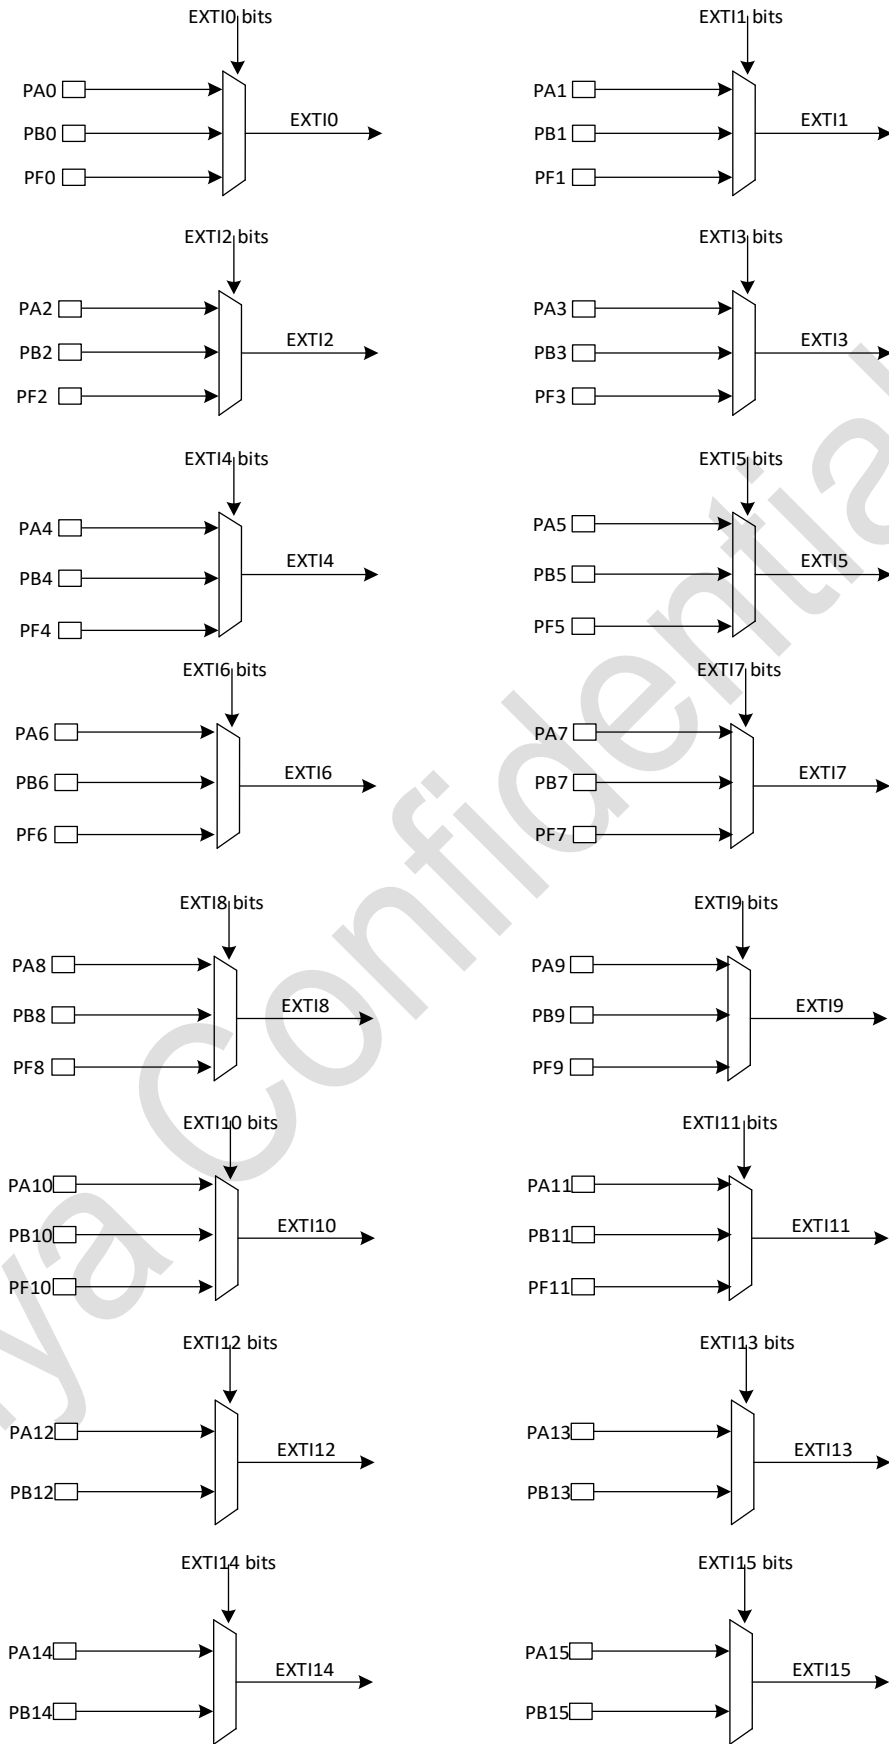 EXTI0 bits
PA0
PB0
PF0
EXTI0
EXTI1 bits
PA1
PB1
PF1
EXTI1
EXTI2 bits
PA2
PB2
PF2
EXTI2
EXTI3 bits
PA3
PB3
PF3
EXTI3
EXTI4 bits
PA4
PB4
PF4
EXTI4
EXTI5 bits
PA5
PB5
PF5
EXTI5
EXTI6 bits
PA6
PB6
PF6
EXTI6
EXTI7 bits
PA7
PB7
PF7
EXTI7
EXTI8 bits
PA8
PB8
PF8
EXTI8
EXTI9 bits
PA9
PB9
PF9
EXTI9
EXTI10 bits
PA10
PB10
PF10
EXTI10
EXTI11 bits
PA11
PB11
PF11
EXTI11
EXTI12 bits
PA12
PB12
EXTI12
EXTI13 bits
PA13
PB13
EXTI13
EXTI14 bits
PA14
PB14
EXTI14
EXTI15 bits
PA15
PB15
EXTI15
ya Confidential